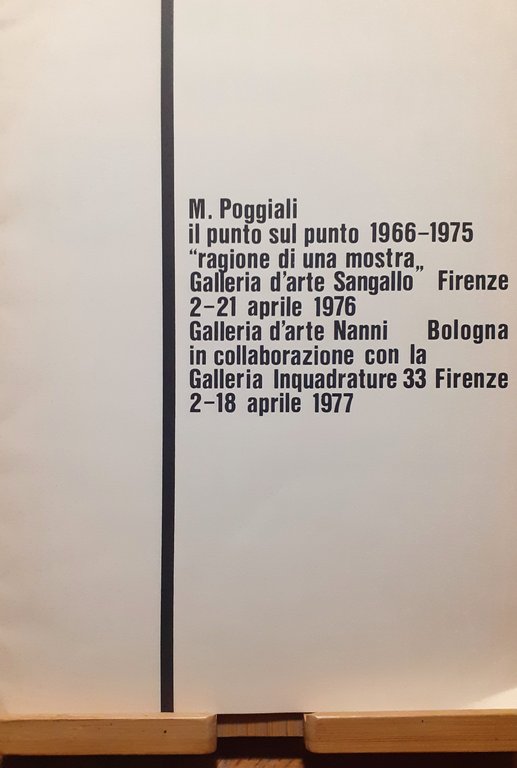 M. Poggiali
il punto sul punto 1966–1975
“ragione di una mostra„
Galleria d'arte Sangallo Firenze
2–21 aprile 1976
Galleria d'arte Nanni Bologna
in collaborazione con la
Galleria Inquadrature 33 Firenze
2–18 aprile 1977